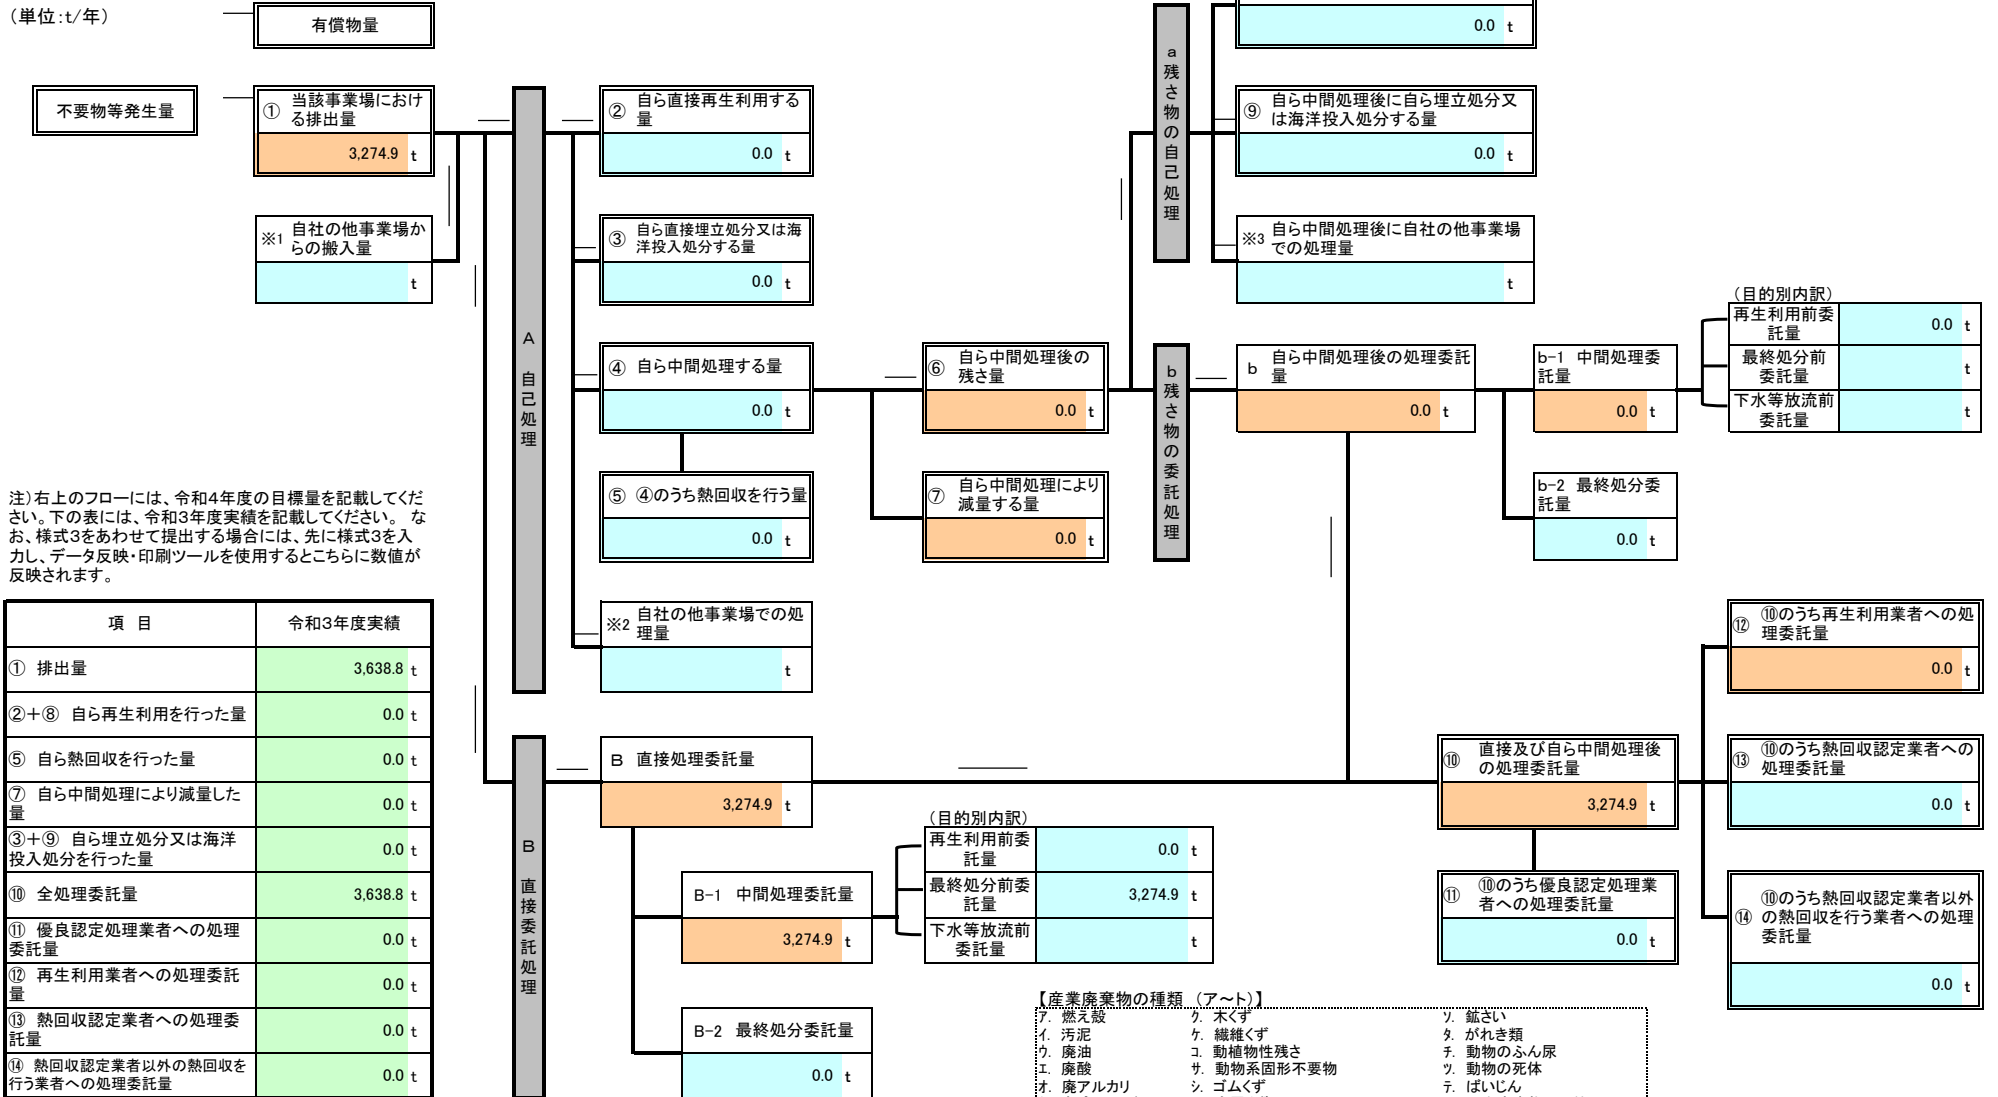 （単位:t/年）
有償物量
不要物等発生量
① 当該事業場におけ
る排出量
3,274.9 t
※1 自社の他事業場か
らの搬入量
t
A 自己処理
② 自ら直接再生利用する
量
0.0 t
③ 自ら直接埋立処分又は海
洋投入処分する量
0.0 t
④ 自ら中間処理する量
0.0 t
⑤ ④のうち熱回収を行う量
0.0 t
※2 自社の他事業場での処
理量
t
⑥ 自ら中間処理後の
残さ量
0.0 t
⑦ 自ら中間処理により
減量する量
0.0 t
a 残さ物の自己処理
0.0 t
⑨ 自ら中間処理後に自ら埋立処分又
は海洋投入処分する量
0.0 t
※3 自ら中間処理後に自社の他事業場
での処理量
t
b 残さ物の委託処理
b 自ら中間処理後の処理委託
量
0.0 t
b-1 中間処理委
託量
0.0 t
（目的別内訳）
再生利用前委
託量
0.0 t
最終処分前
委託量
t
下水等放流前
委託量
t
b-2 最終処分委
託量
0.0 t
注）右上のフローには、令和4年度の目標量を記載してくだ
さい。下の表には、令和3年度実績を記載してください。 な
お、様式3をあわせて提出する場合には、先に様式3を入
力し、データ反映・印刷ツールを使用するとこちらに数値が
反映されます。
項 目 令和3年度実績
① 排出量 3,638.8 t
②＋⑧ 自ら再生利用を行った量 0.0 t
⑤ 自ら熱回収を行った量 0.0 t
⑦ 自ら中間処理により減量した
量 0.0 t
③＋⑨ 自ら埋立処分又は海洋
投入処分を行った量 0.0 t
⑩ 全処理委託量 3,638.8 t
⑪ 優良認定処理業者への処理
委託量 0.0 t
⑫ 再生利用業者への処理委託
量 0.0 t
⑬ 熱回収認定業者への処理委
託量 0.0 t
⑭ 熱回収認定業者以外の熱回収を
行う業者への処理委託量 0.0 t
B 直接委託処理
B 直接処理委託量
3,274.9 t
B-1 中間処理委託量
3,274.9 t
（目的別内訳）
再生利用前委
託量
0.0 t
最終処分前委
託量
3,274.9 t
下水等放流前
委託量
t
B-2 最終処分委託量
0.0 t
⑩ 直接及び自ら中間処理後
の処理委託量
3,274.9 t
⑪ ⑩のうち優良認定処理業
者への処理委託量
0.0 t
⑫ ⑩のうち再生利用業者への処
理委託量
0.0 t
⑬ ⑩のうち熱回収認定業者への
処理委託量
0.0 t
⑭ ⑩のうち熱回収認定業者以外
の熱回収を行う業者への処理
委託量
0.0 t
【産業廃棄物の種類 （ア～ト）】
ア. 燃え殻 ク. 木くず ソ. 鉱さい
イ. 汚泥 ケ. 繊維くず タ. がれき類
ウ. 廃油 コ. 動植物性残さ チ. 動物のふん尿
エ. 廃酸 サ. 動物系固形不要物 ツ. 動物の死体
オ. 廃アルカリ シ. ゴムくず テ. ばいじん